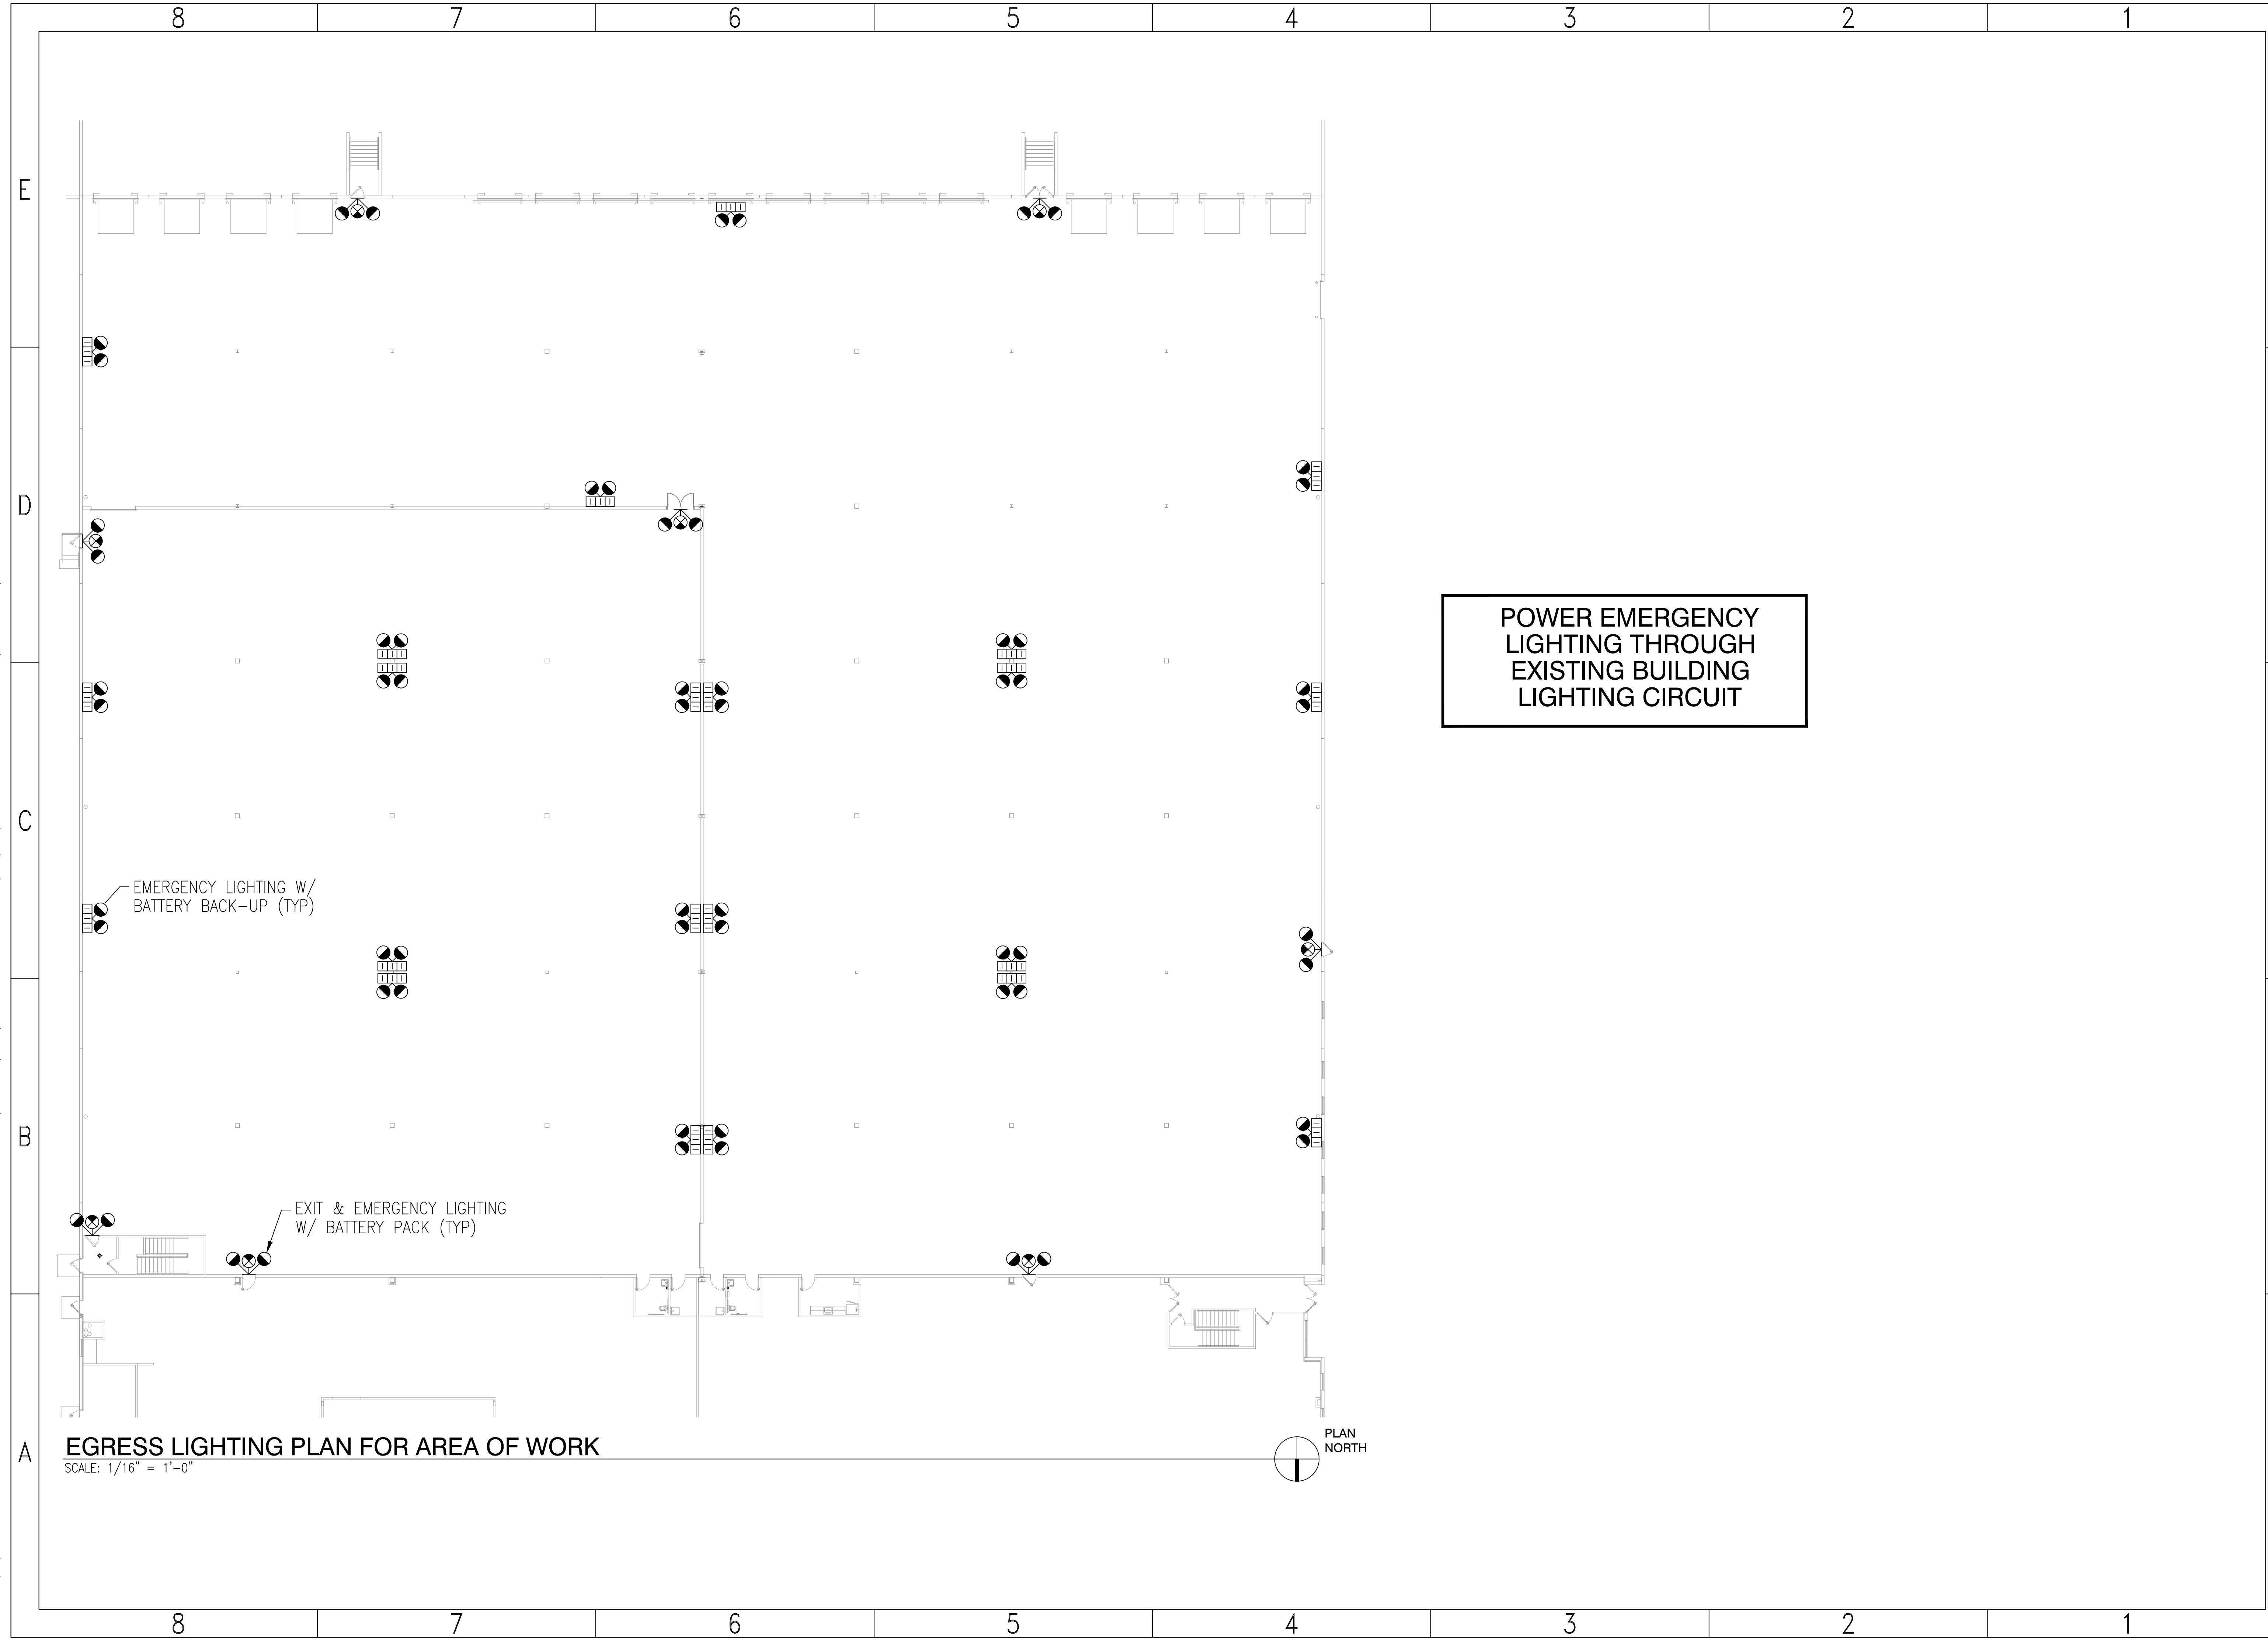 8 7 6 5 4 3 2 1
E
D
POWER EMERGENCY
LIGHTING THROUGH
EXISTING BUILDING
LIGHTING CIRCUIT
C
EMERGENCY LIGHTING W/
BATTERY BACK-UP (TYP)
B
EXIT & EMERGENCY LIGHTING
W/ BATTERY PACK (TYP)
A
EGRESS LIGHTING PLAN FOR AREA OF WORK
SCALE: 1/16" = 1'-0"
PLAN
NORTH
8 7 6 5 4 3 2 1